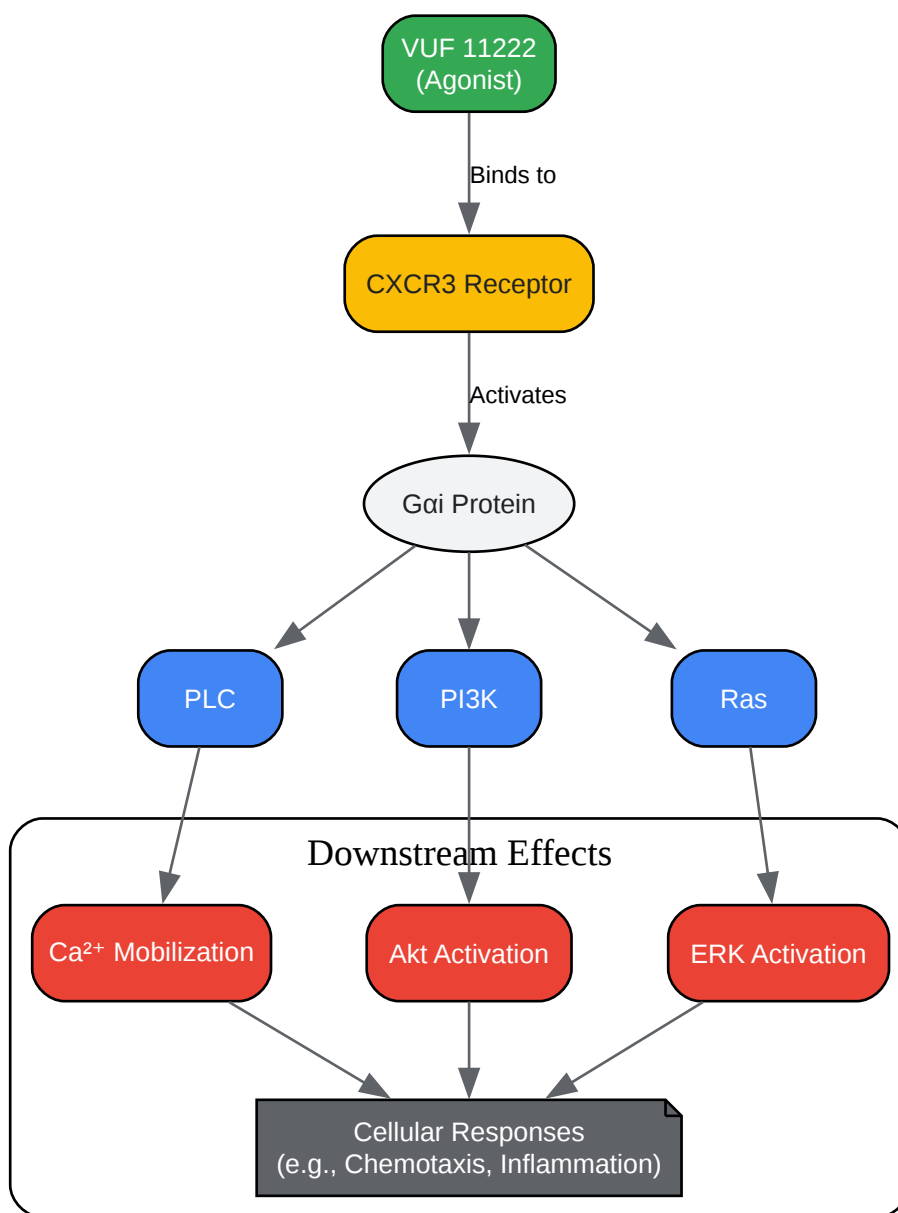 VUF 11222
(Agonist)
Binds to
CXCR3 Receptor
Activates
Gαi Protein
PLC
PI3K
Ras
Downstream Effects
Ca²⁺ Mobilization
Akt Activation
ERK Activation
Cellular Responses
(e.g., Chemotaxis, Inflammation)